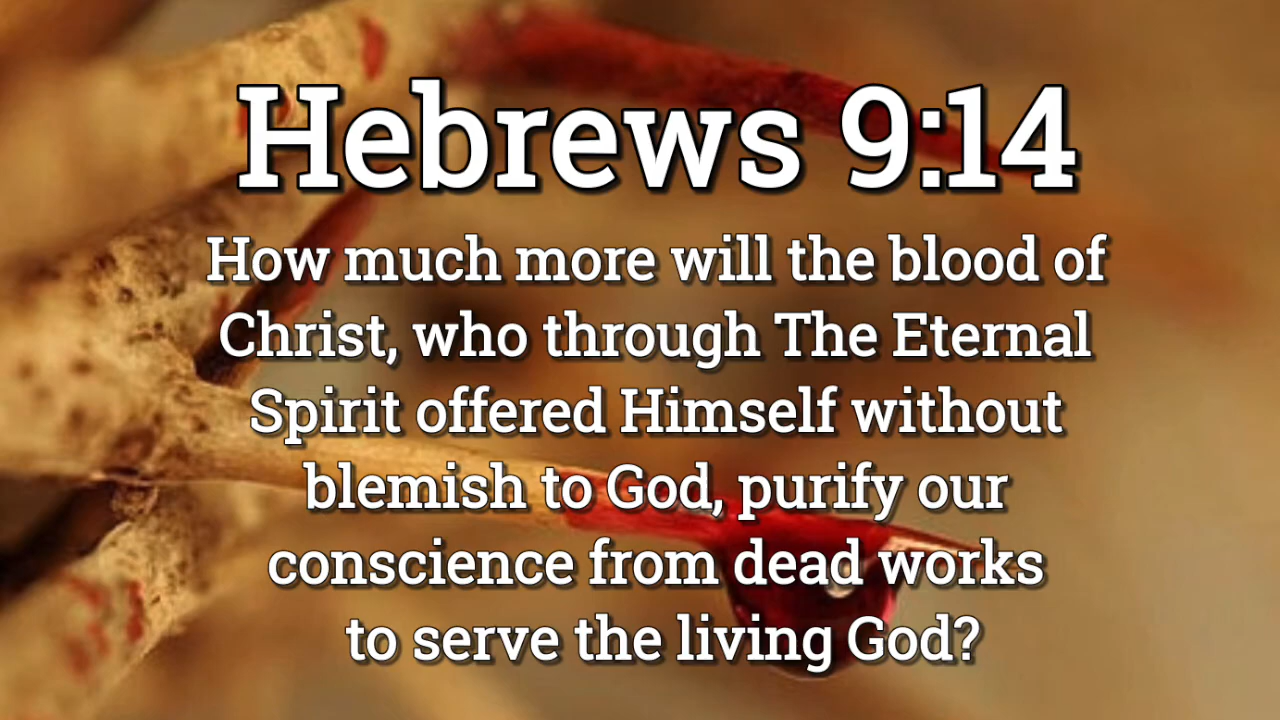 Hebrews 9:14
How much more will the blood of
Christ, who through The Eternal
Spirit offered Himself without
blemish to God, purify our
conscience from dead works
to serve the living God?